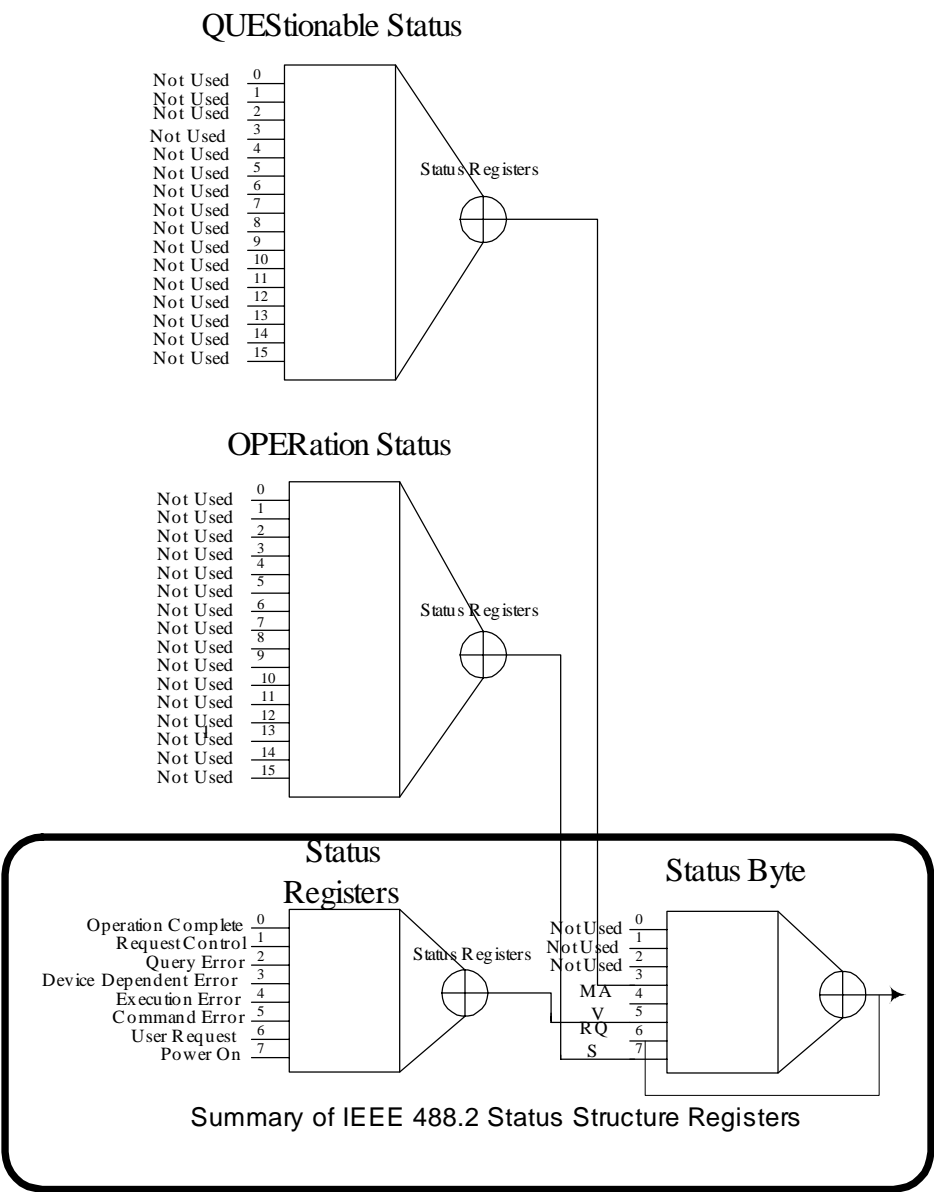 QUEStionable Status
Not Used 0
Not Used 1
Not Used 2
Not Used 3
Not Used 4
Not Used 5
Not Used 6
Not Used 7
Not Used 8
Not Used 9
Not Used 10
Not Used 11
Not Used 12
Not Used 13
Not Used 14
Not Used 15
Status Registers
OPERation Status
Not Used 0
Not Used 1
Not Used 2
Not Used 3
Not Used 4
Not Used 5
Not Used 6
Not Used 7
Not Used 8
Not Used 9
Not Used 10
Not Used 11
Not Used 12
Not Used 13
1
Not Used 14
Not Used 15
Status Registers
Status
Registers
Operation Complete 0
Request Control 1
Query Error 2
Device Dependent Error 3
Execution Error 4
Command Error 5
User Request 6
Power On 7
Status Registers
Status Byte
Not Used 0
Not Used 1
Not Used 2
3
MA 4
V 5
RQ 6
S 7
Summary of IEEE 488.2 Status Structure Registers